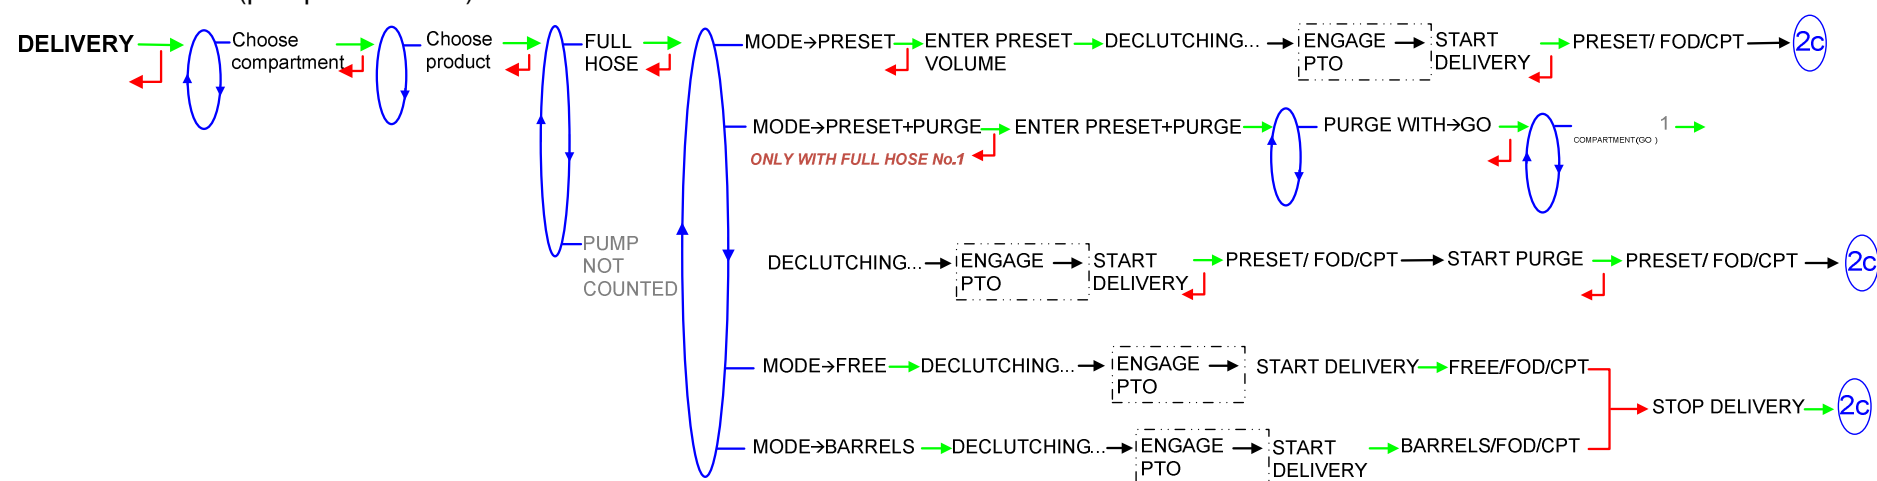 DELIVERY
Choose
compartment
Choose
product
FULL
HOSE
PUMP
NOT
COUNTED
MODE→PRESET
ENTER PRESET
VOLUME
DECLUTCHING...
ENGAGE
PTO
START
DELIVERY
PRESET/ FOD/CPT
2c
MODE→PRESET+PURGE
ONLY WITH FULL HOSE No.1
ENTER PRESET+PURGE
PURGE WITH→GO
COMPARTMENT(GO ) 1
DECLUTCHING...
ENGAGE
PTO
START
DELIVERY
PRESET/ FOD/CPT
START PURGE
PRESET/ FOD/CPT
2c
MODE→FREE
DECLUTCHING...
ENGAGE
PTO
START DELIVERY
FREE/FOD/CPT
MODE→BARRELS
DECLUTCHING...
ENGAGE
PTO
START
DELIVERY
BARRELS/FOD/CPT
STOP DELIVERY
2c